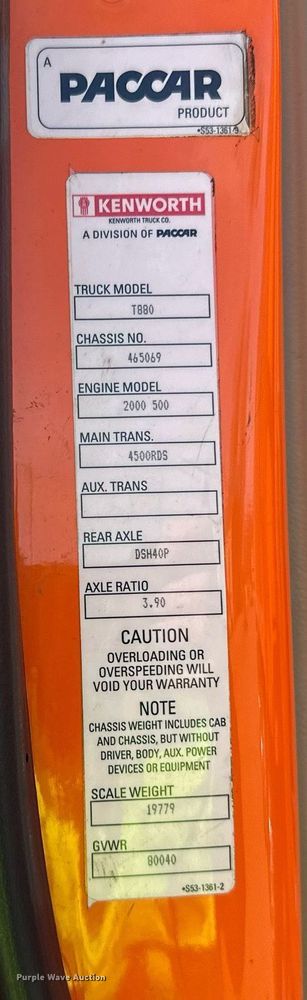 A
PACCAR
PRODUCT
•S53-1361-3
KENWORTH
KENWORTH TRUCK CO.
A DIVISION OF PACCAR
TRUCK MODEL
T880
CHASSIS NO.
465069
ENGINE MODEL
2000 500
MAIN TRANS.
4500RDS
AUX. TRANS
REAR AXLE
DSH40P
AXLE RATIO
3.90
CAUTION
OVERLOADING OR
OVERSPEEDING WILL
VOID YOUR WARRANTY
NOTE
CHASSIS WEIGHT INCLUDES CAB
AND CHASSIS, BUT WITHOUT
DRIVER, BODY, AUX. POWER
DEVICES OR EQUIPMENT
SCALE WEIGHT
19779
GVWR
80040
•S53-1361-2
Purple Wave Auction